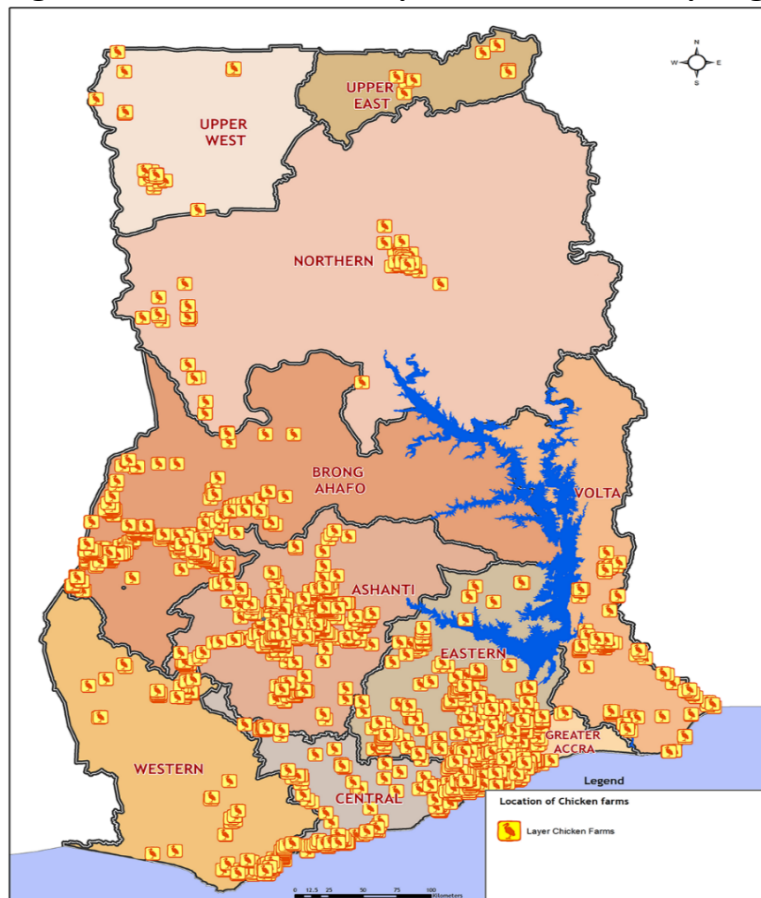 N
W E
S
UPPER
EAST
UPPER
WEST
NORTHERN
BRONG
AHAFO
VOLTA
ASHANTI
EASTERN
GREATER
ACCRA
WESTERN
CENTRAL
Legend
Location of Chicken farms
Layer Chicken Farms
0 12.5 25 50 75 100
Kilometers